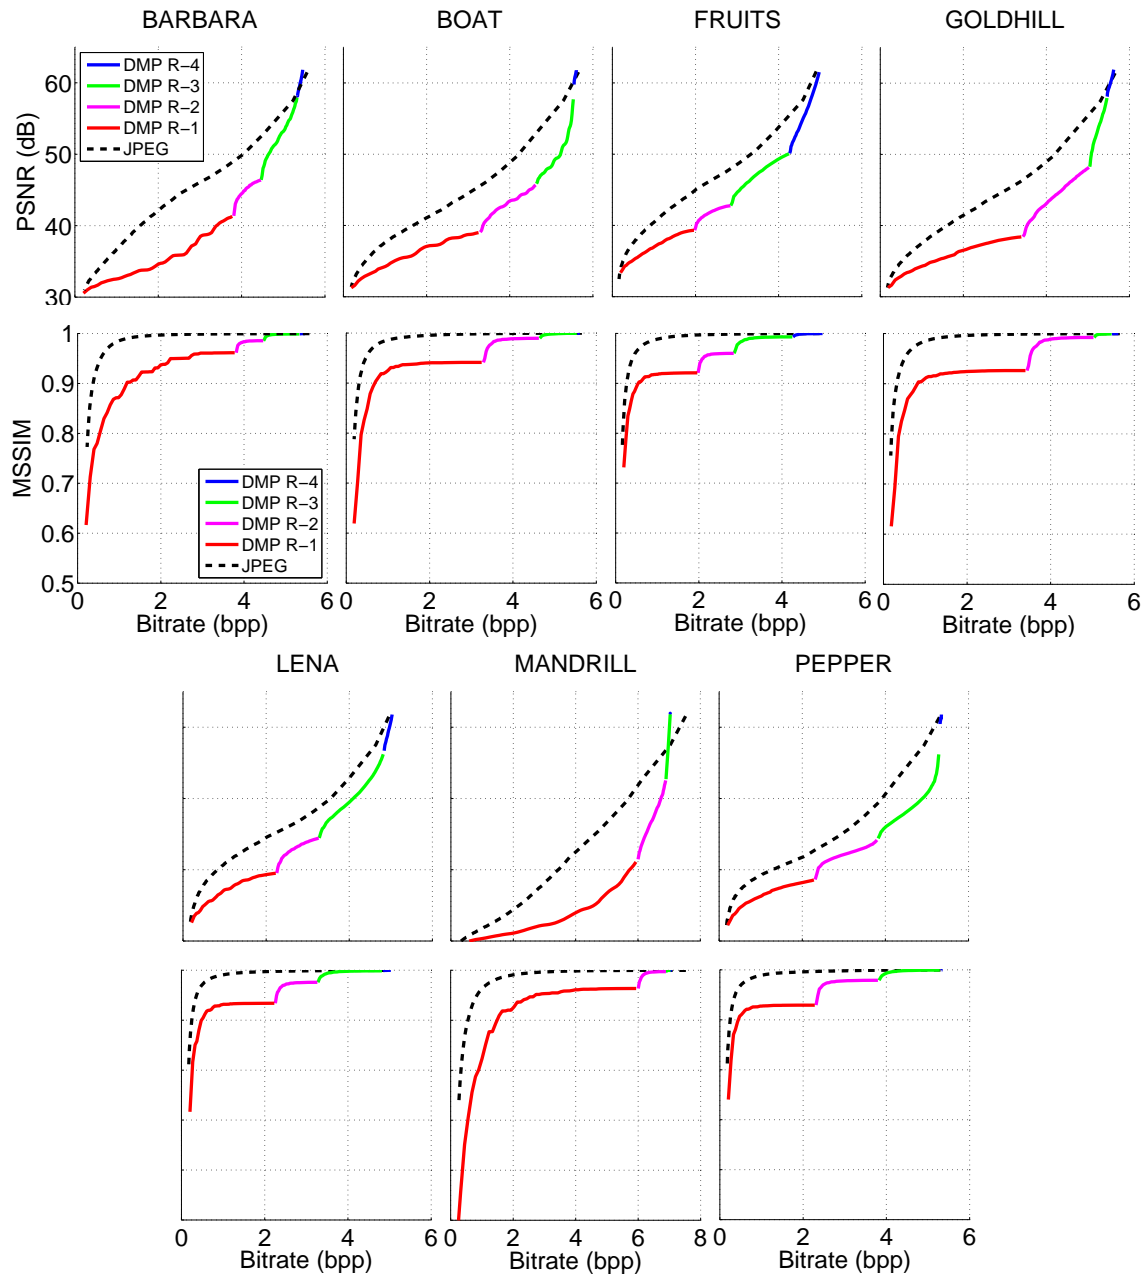 BARBARA BOAT FRUITS GOLDHILL
60
50
40
30
PSNR (dB)
DMP R−4
DMP R−3
DMP R−2
DMP R−1
JPEG
1
0.9
0.8
0.7
0.6
0.5
MSSIM
DMP R−4
DMP R−3
DMP R−2
DMP R−1
JPEG
0 2 4 6 0 2 4 6 0 2 4 6 0 2 4 6
Bitrate (bpp) Bitrate (bpp) Bitrate (bpp) Bitrate (bpp)
LENA MANDRILL PEPPER
0 2 4 6 0 2 4 6 8 0 2 4 6
Bitrate (bpp) Bitrate (bpp) Bitrate (bpp)